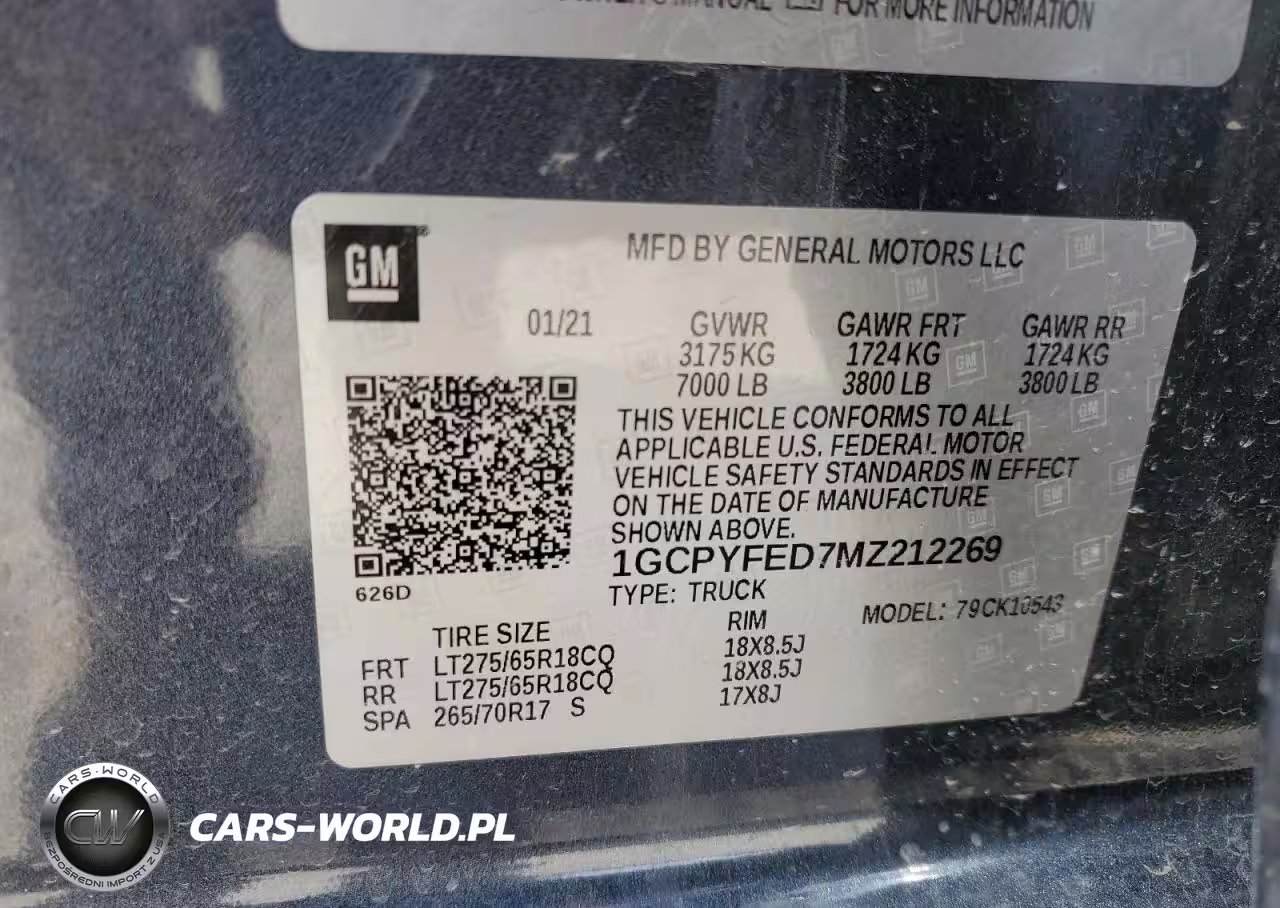 MANUAL FOR MORE INFORMATION
GM®
MFD BY GENERAL MOTORS LLC
01/21
GVWR GAWR FRT GAWR RR
3175 KG 1724 KG 1724 KG
7000 LB 3800 LB 3800 LB
THIS VEHICLE CONFORMS TO ALL
APPLICABLE U.S. FEDERAL MOTOR
VEHICLE SAFETY STANDARDS IN EFFECT
ON THE DATE OF MANUFACTURE
SHOWN ABOVE.
1GCPYFED7MZ212269
626D
TYPE: TRUCK
MODEL: 79CK10543
TIRE SIZE RIM
FRT LT275/65R18CQ 18X8.5J
RR LT275/65R18CQ 18X8.5J
SPA 265/70R17 S 17X8J
CARS-WORLD
CW
BEZPOŚREDNI IMPORT Z USA
CARS-WORLD.PL